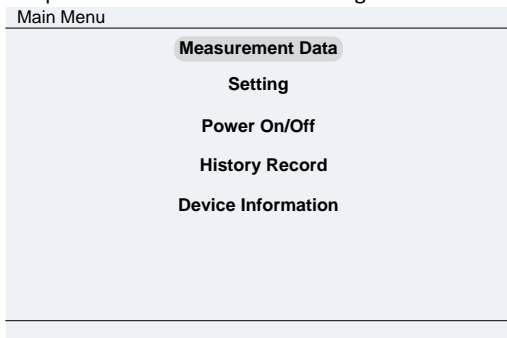 Main Menu
Measurement Data
Setting
Power On/Off
History Record
Device Information